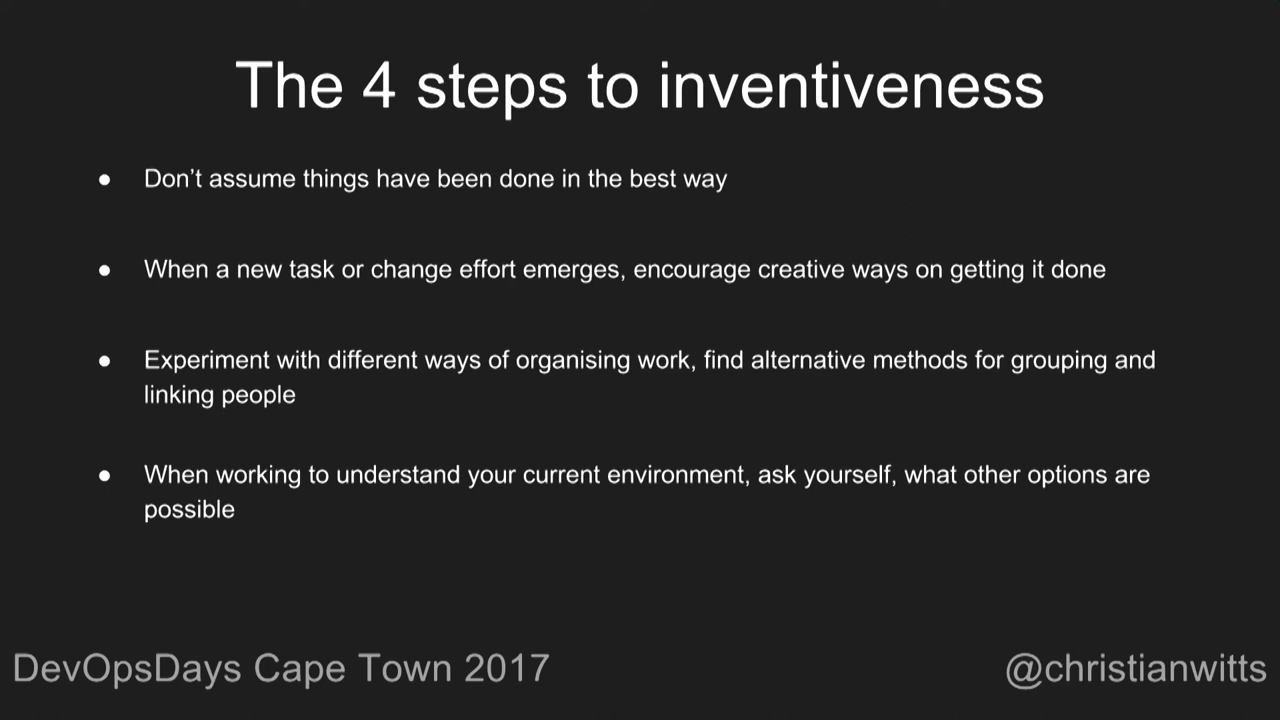 The 4 steps to inventiveness
● Don’t assume things have been done in the best way
● When a new task or change effort emerges, encourage creative ways on getting it done
● Experiment with different ways of organising work, find alternative methods for grouping and
linking people
● When working to understand your current environment, ask yourself, what other options are
possible
DevOpsDays Cape Town 2017
@christianwitts